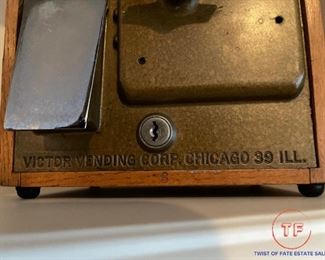 VICTOR VENDING CORP. CHICAGO 39 ILL.
TF
TWIST OF FATE ESTATE SALES